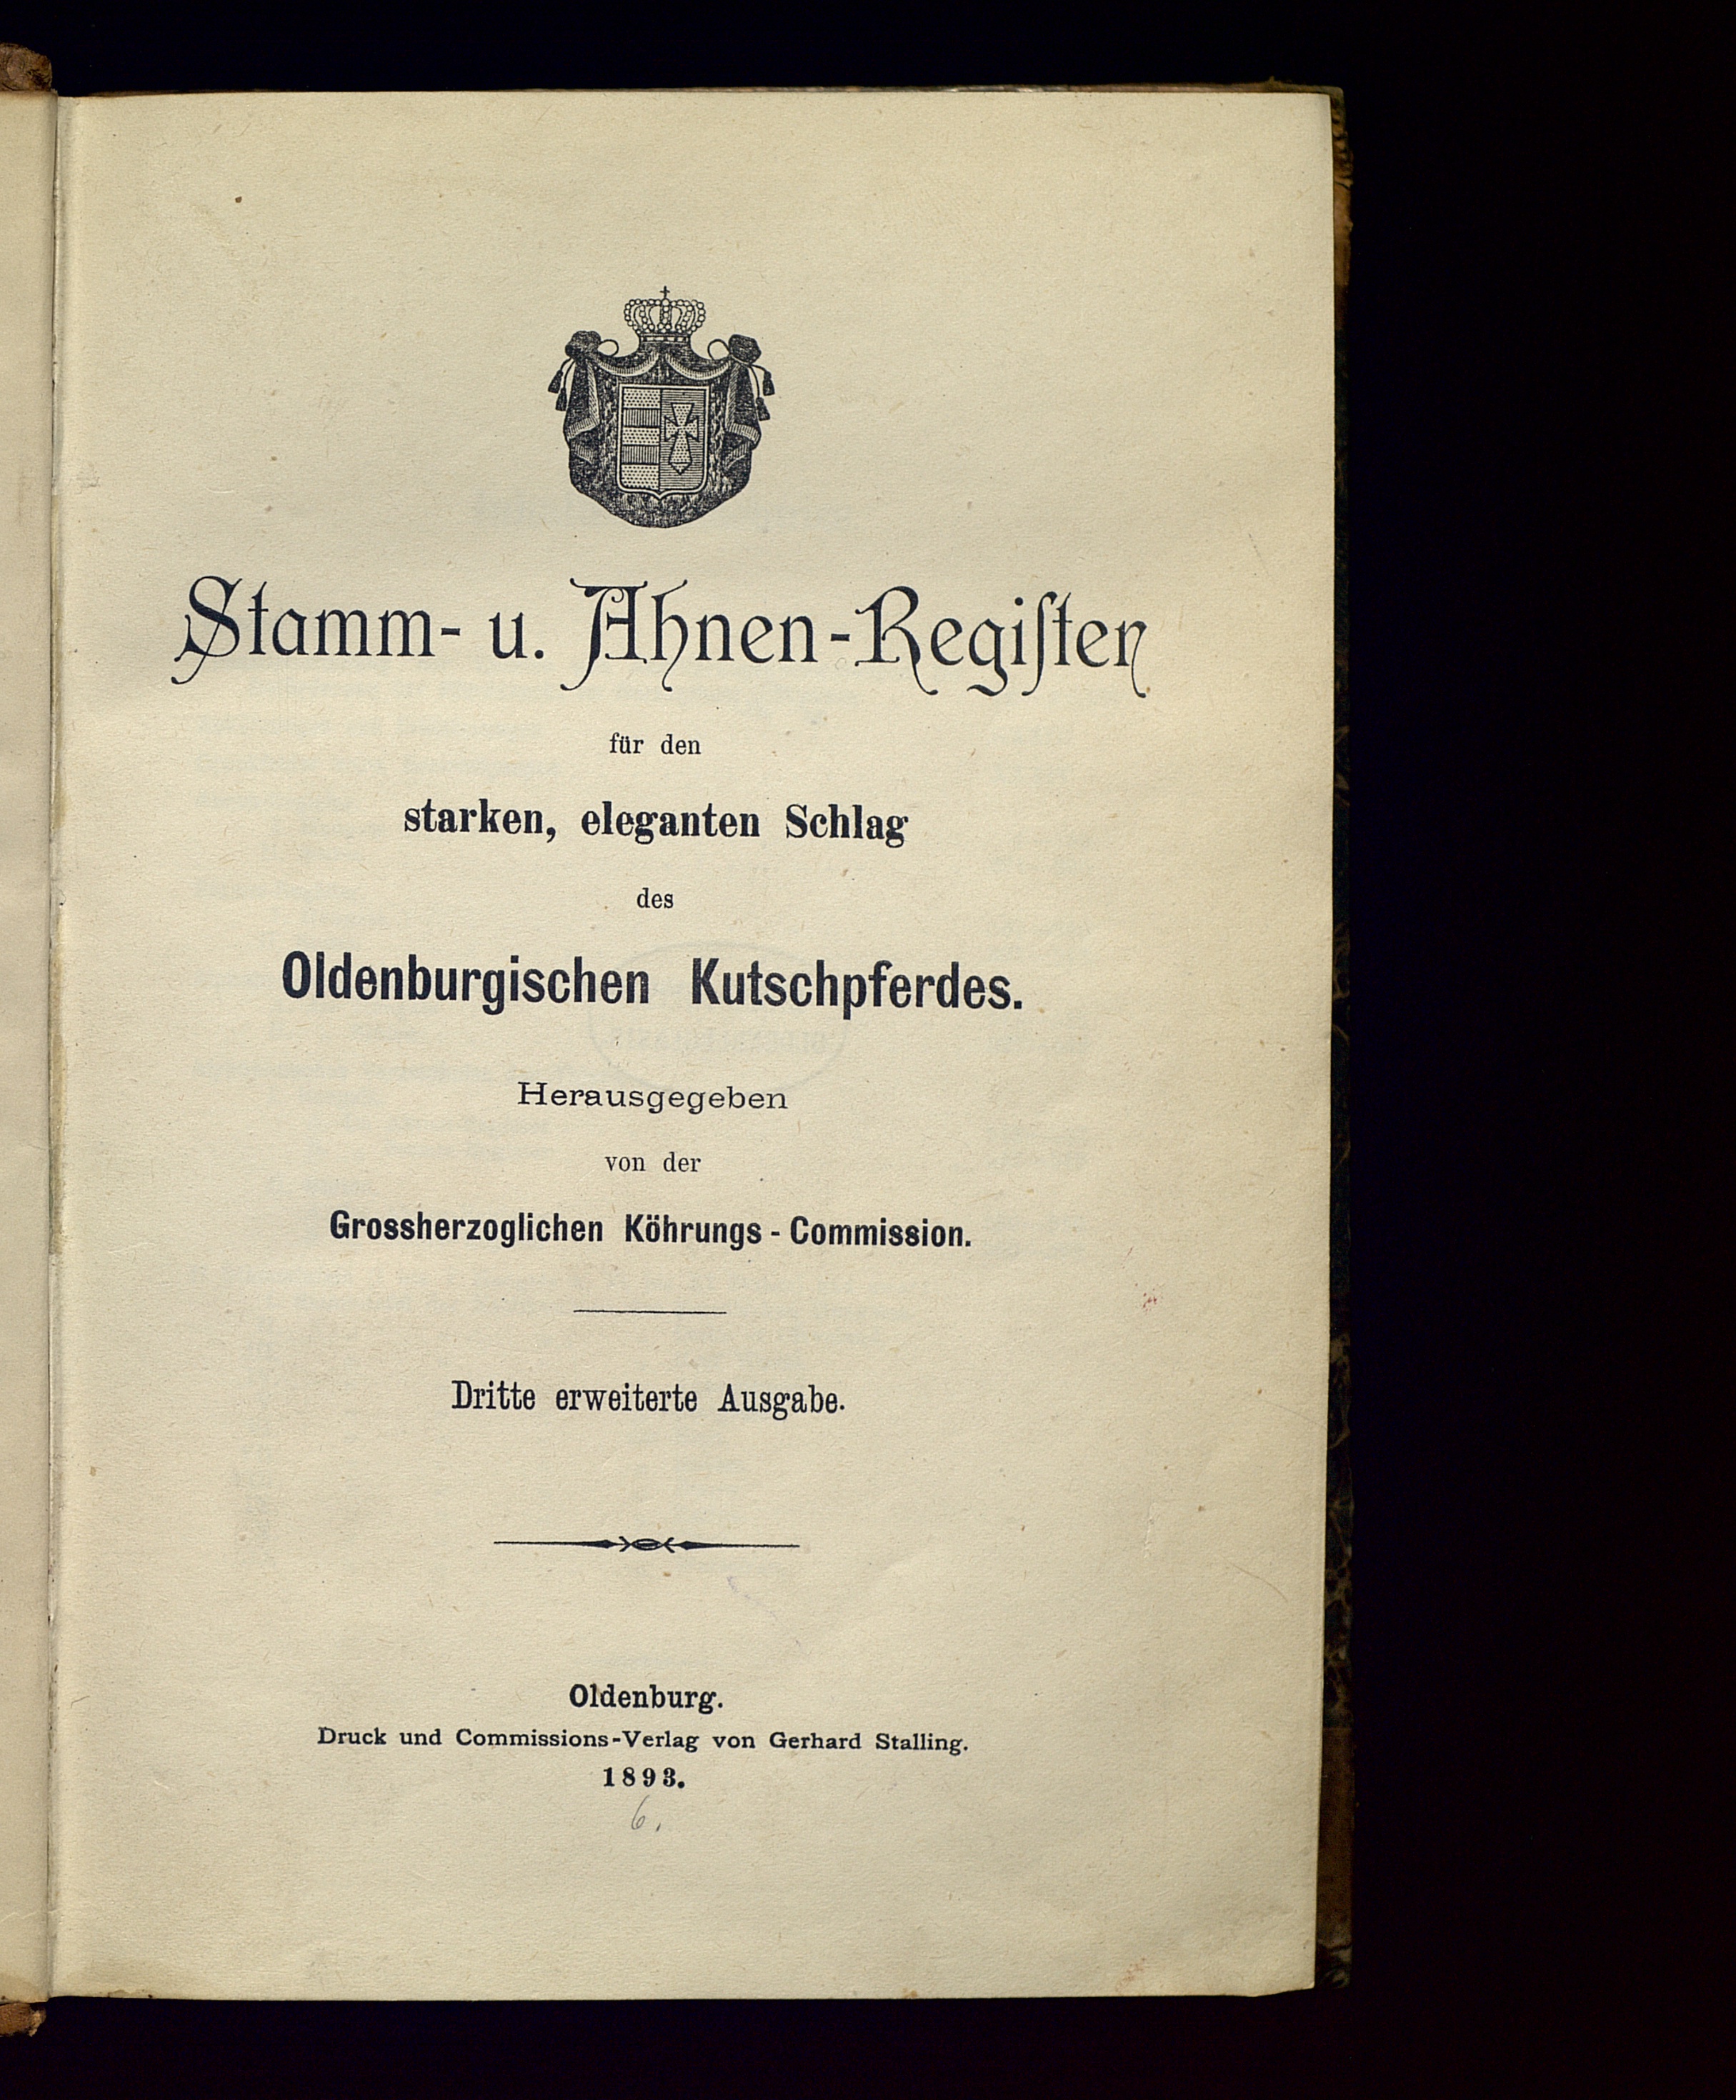 Stamm- u. Ahnen-Regiſter
für den
starken, eleganten Schlag
des
Oldenburgischen Kutschpferdes.
Herausgegeben
von der
Grossherzoglichen Köhrungs-Commission.
Dritte erweiterte Ausgabe.
Oldenburg.
Druck und Commissions-Verlag von Gerhard Stalling.
1893.
6.